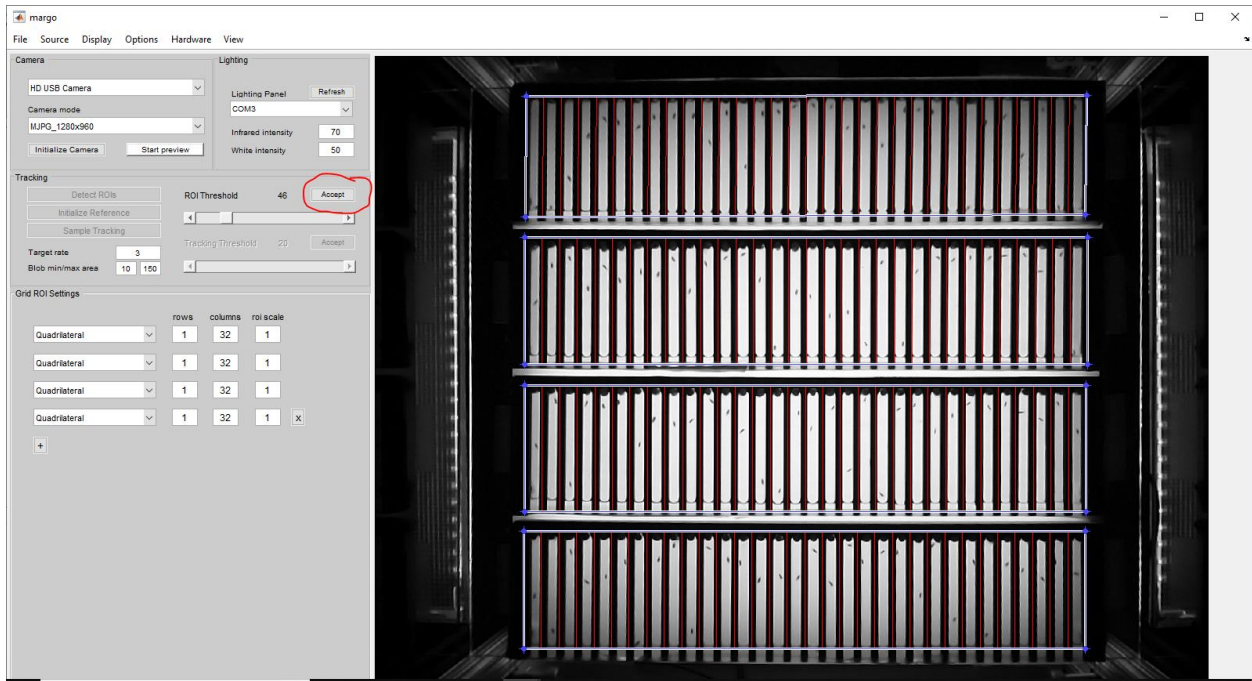 margo
File Source Display Options Hardware View
Camera
HD USB Camera
Camera mode
MJPG_1280x960
Initialize Camera Start preview
Lighting
Lighting Panel Refresh
COM3
Infrared intensity 70
White intensity 50
Tracking
Detect ROIs
Initialize Reference
Sample Tracking
Target rate 3
Blob min/max area 10 150
ROI Threshold 46 Accept
Tracking Threshold 20 Accept
Grid ROI Settings
rows columns roi scale
Quadrilateral 1 32 1
Quadrilateral 1 32 1
Quadrilateral 1 32 1
Quadrilateral 1 32 1 x
+